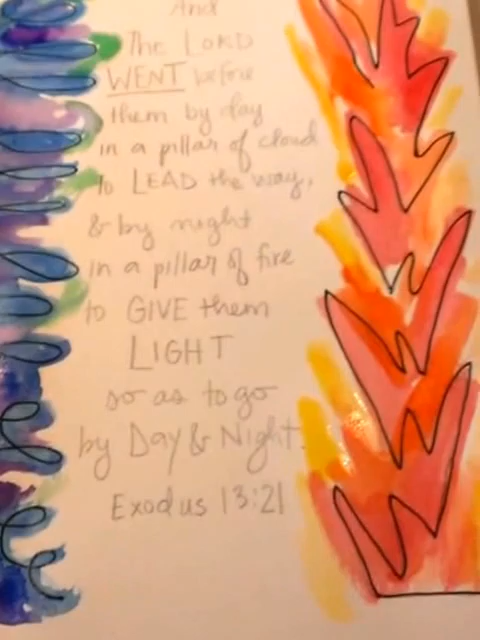 And
The LORD
WENT before
them by day
in a pillar of cloud
to LEAD the way,
& by night
in a pillar of fire
to GIVE them
LIGHT
so as to go
by Day & Night.
Exodus 13:21